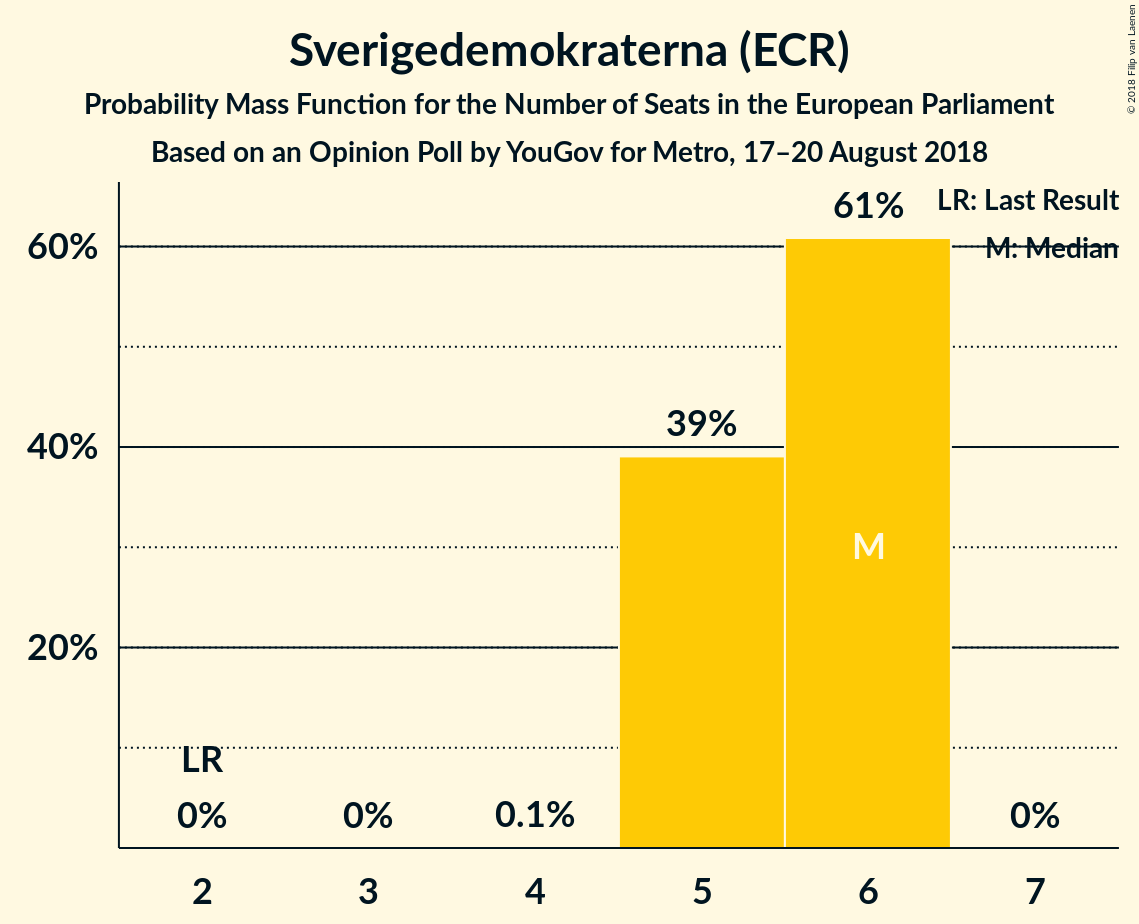 Sverigedemokraterna (ECR)
Probability Mass Function for the Number of Seats in the European Parliament
Based on an Opinion Poll by YouGov for Metro, 17–20 August 2018
© 2018 Filip van Laenen
LR: Last Result
M: Median
61%
60%
39%
40%
M
20%
LR
0%
0%
0.1%
0%
2
3
4
5
6
7